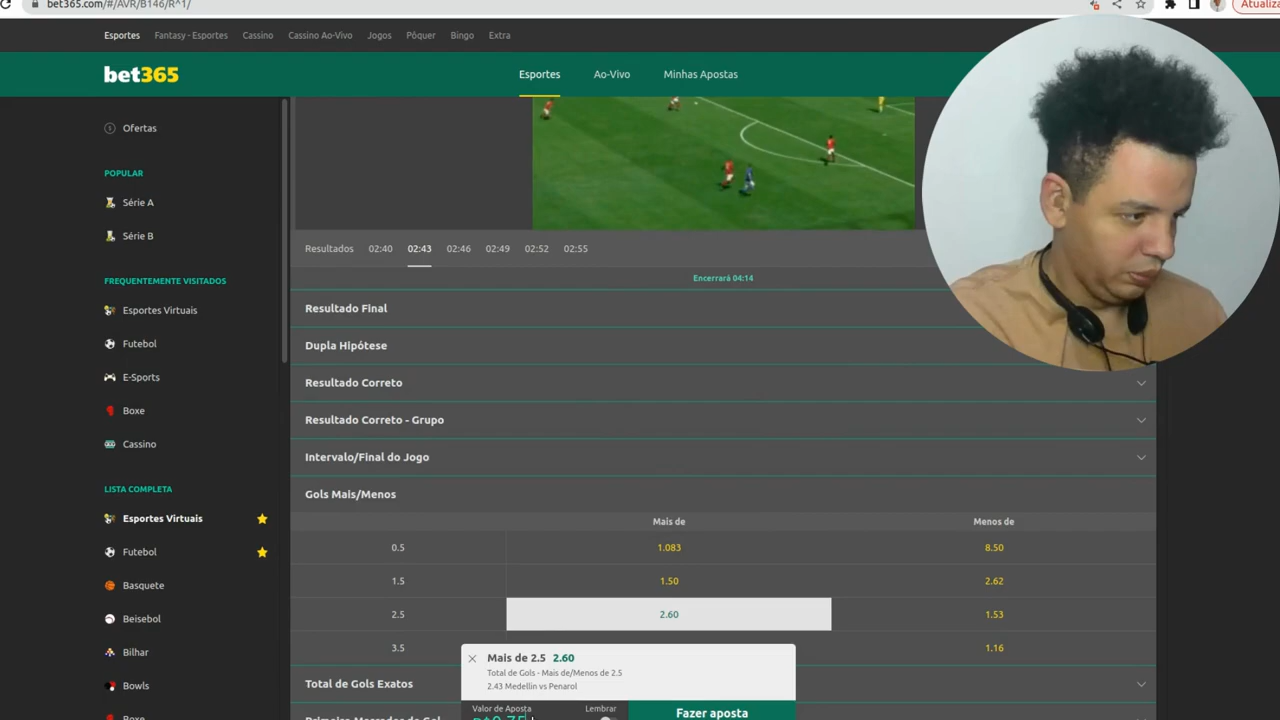 bet365.com/#/AVR/B146/R^1/
Atualiza
Esportes Fantasy - Esportes Cassino Cassino Ao-Vivo Jogos Pôquer Bingo Extra
bet365
Esportes Ao-Vivo Minhas Apostas
Ofertas
POPULAR
Série A
Série B
FREQUENTEMENTE VISITADOS
Esportes Virtuais
Futebol
E-Sports
Boxe
Cassino
LISTA COMPLETA
Esportes Virtuais
Futebol
Basquete
Beisebol
Bilhar
Bowls
Boxe
Resultados 02:40 02:43 02:46 02:49 02:52 02:55
Encerrará 04:14
Resultado Final
Dupla Hipótese
Resultado Correto
Resultado Correto - Grupo
Intervalo/Final do Jogo
Gols Mais/Menos
Mais de Menos de
0.5 1.083 8.50
1.5 1.50 2.62
2.5 2.60 1.53
3.5 1.16
Total de Gols Exatos
Mais de 2.5 2.60
Total de Gols - Mais de/Menos de 2.5
2.43 Medellin vs Penarol
Valor de Aposta Lembrar
Fazer aposta